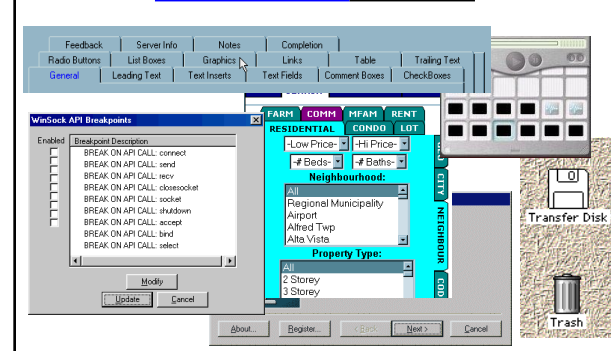 Feedback Server Info Notes Completion
Radio Buttons List Boxes Graphics Links Table Trailing Text
General Leading Text Text Inserts Text Fields Comment Boxes CheckBoxes
WinSock API Breakpoints
Enabled Breakpoint Description
BREAK ON API CALL: connect
BREAK ON API CALL: send
BREAK ON API CALL: recv
BREAK ON API CALL: closesocket
BREAK ON API CALL: socket
BREAK ON API CALL: shutdown
BREAK ON API CALL: accept
BREAK ON API CALL: bind
BREAK ON API CALL: select
Modify
Update Cancel
FARM COMM MFAM RENT
RESIDENTIAL CONDO LOT
-Low Price- -Hi Price-
-# Beds- -# Baths-
Neighbourhood:
All
Regional Municipality
Airport
Alfred Twp
Alta Vista
Property Type:
All
2 Storey
3 Storey
CITY
NEIGHBOUR
COD
About... Register... < Back Next > Cancel
Transfer Disk
Trash